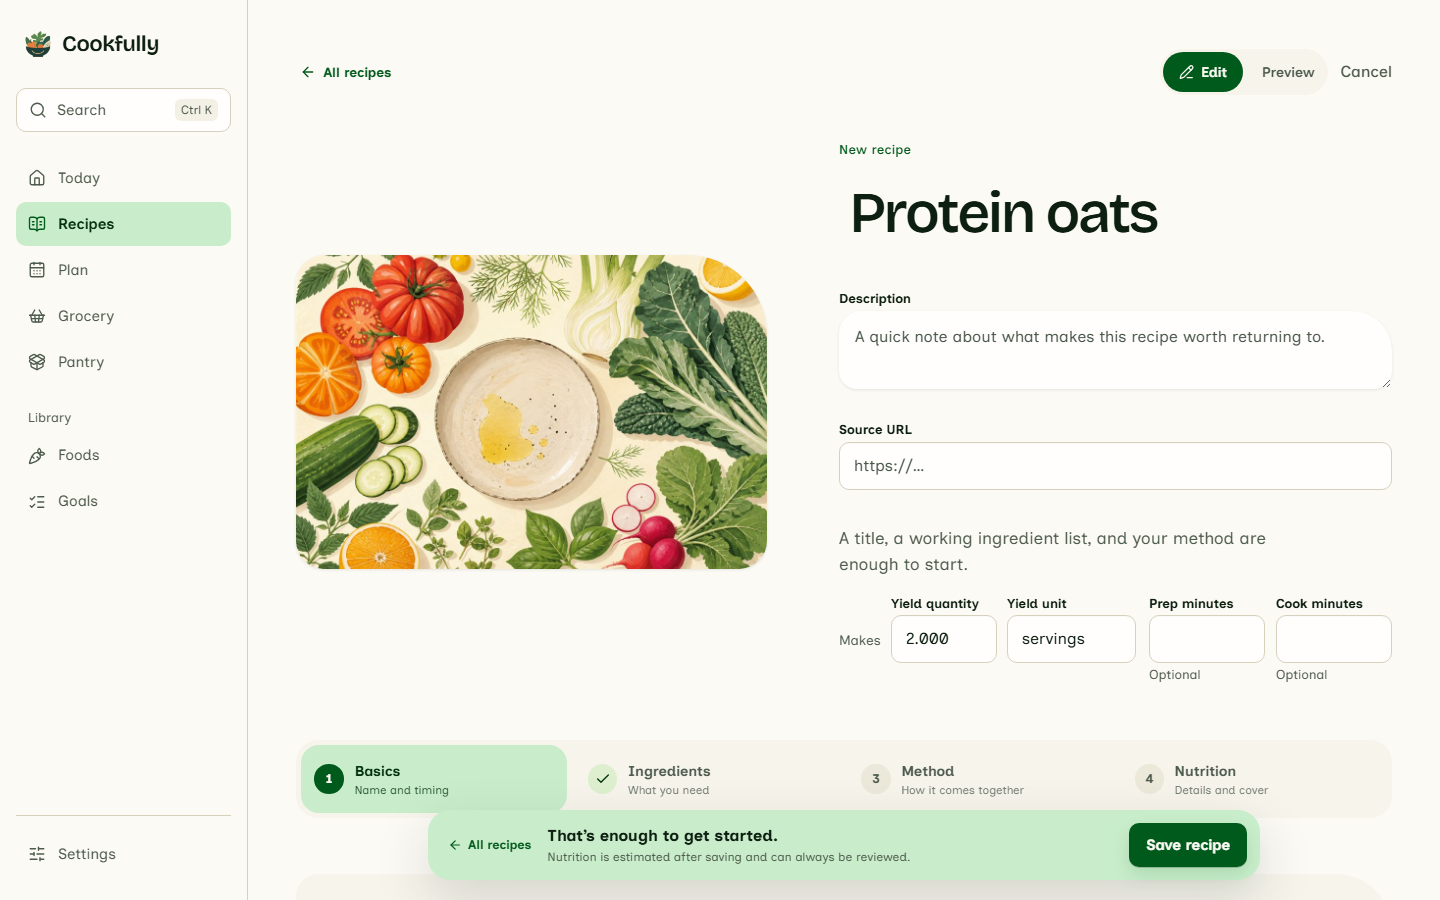 Cookfully
Search
Ctrl K
Today
Recipes
Plan
Grocery
Pantry
Library
Foods
Goals
Settings
All recipes
Edit
Preview
Cancel
New recipe
Protein oats
Description
A quick note about what makes this recipe worth returning to.
Source URL
https://...
A title, a working ingredient list, and your method are
enough to start.
Makes
Yield quantity
2.000
Yield unit
servings
Prep minutes
Optional
Cook minutes
Optional
1
Basics
Name and timing
Ingredients
What you need
3
Method
How it comes together
4
Nutrition
Details and cover
All recipes
That's enough to get started.
Nutrition is estimated after saving and can always be reviewed.
Save recipe